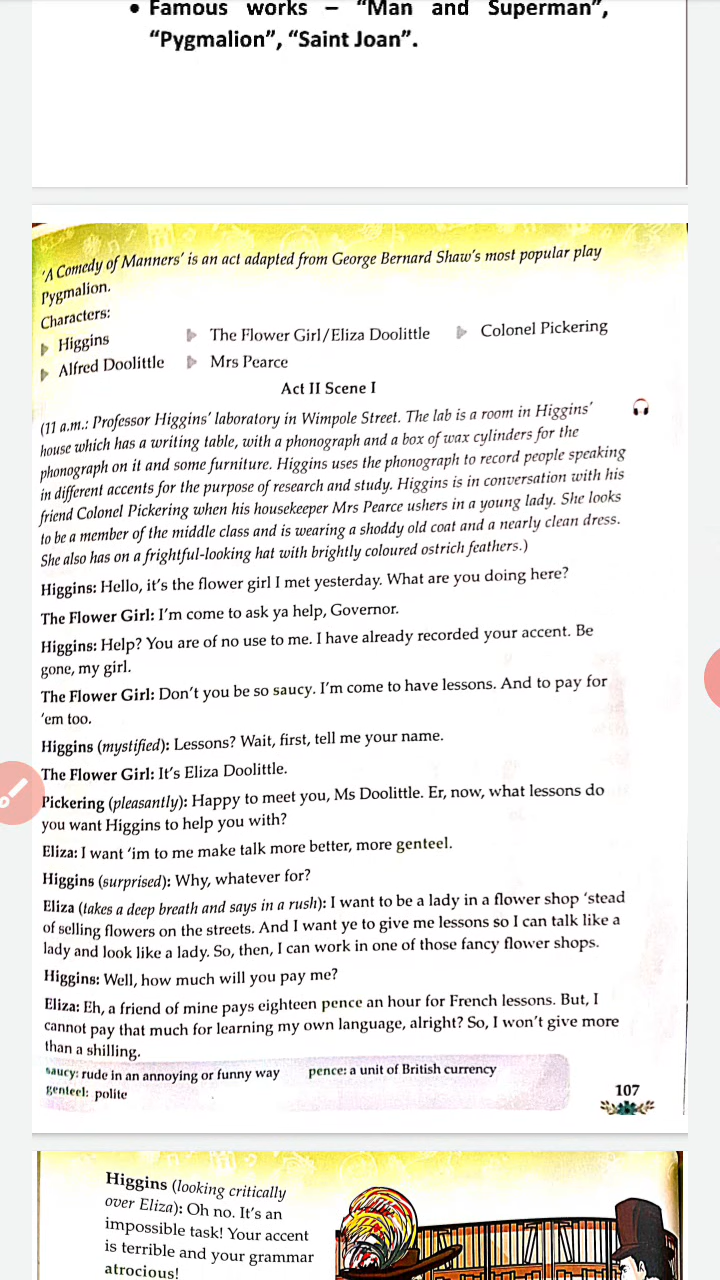 • Famous works – “Man and Superman”,
“Pygmalion”, “Saint Joan”.
‘A Comedy of Manners’ is an act adapted from George Bernard Shaw’s most popular play
Pygmalion.
Characters:
Higgins
The Flower Girl/Eliza Doolittle
Colonel Pickering
Alfred Doolittle
Mrs Pearce
Act II Scene I
(11 a.m.: Professor Higgins’ laboratory in Wimpole Street. The lab is a room in Higgins’
house which has a writing table, with a phonograph and a box of wax cylinders for the
phonograph on it and some furniture. Higgins uses the phonograph to record people speaking
in different accents for the purpose of research and study. Higgins is in conversation with his
friend Colonel Pickering when his housekeeper Mrs Pearce ushers in a young lady. She looks
to be a member of the middle class and is wearing a shoddy old coat and a nearly clean dress.
She also has on a frightful-looking hat with brightly coloured ostrich feathers.)
Higgins: Hello, it’s the flower girl I met yesterday. What are you doing here?
The Flower Girl: I’m come to ask ya help, Governor.
Higgins: Help? You are of no use to me. I have already recorded your accent. Be
gone, my girl.
The Flower Girl: Don’t you be so saucy. I’m come to have lessons. And to pay for
’em too.
Higgins (mystified): Lessons? Wait, first, tell me your name.
The Flower Girl: It’s Eliza Doolittle.
Pickering (pleasantly): Happy to meet you, Ms Doolittle. Er, now, what lessons do
you want Higgins to help you with?
Eliza: I want ‘im to me make talk more better, more genteel.
Higgins (surprised): Why, whatever for?
Eliza (takes a deep breath and says in a rush): I want to be a lady in a flower shop ‘stead
of selling flowers on the streets. And I want ye to give me lessons so I can talk like a
lady and look like a lady. So, then, I can work in one of those fancy flower shops.
Higgins: Well, how much will you pay me?
Eliza: Eh, a friend of mine pays eighteen pence an hour for French lessons. But, I
cannot pay that much for learning my own language, alright? So, I won’t give more
than a shilling.
saucy: rude in an annoying or funny way
pence: a unit of British currency
genteel: polite
107
Higgins (looking critically
over Eliza): Oh no. It’s an
impossible task! Your accent
is terrible and your grammar
atrocious!